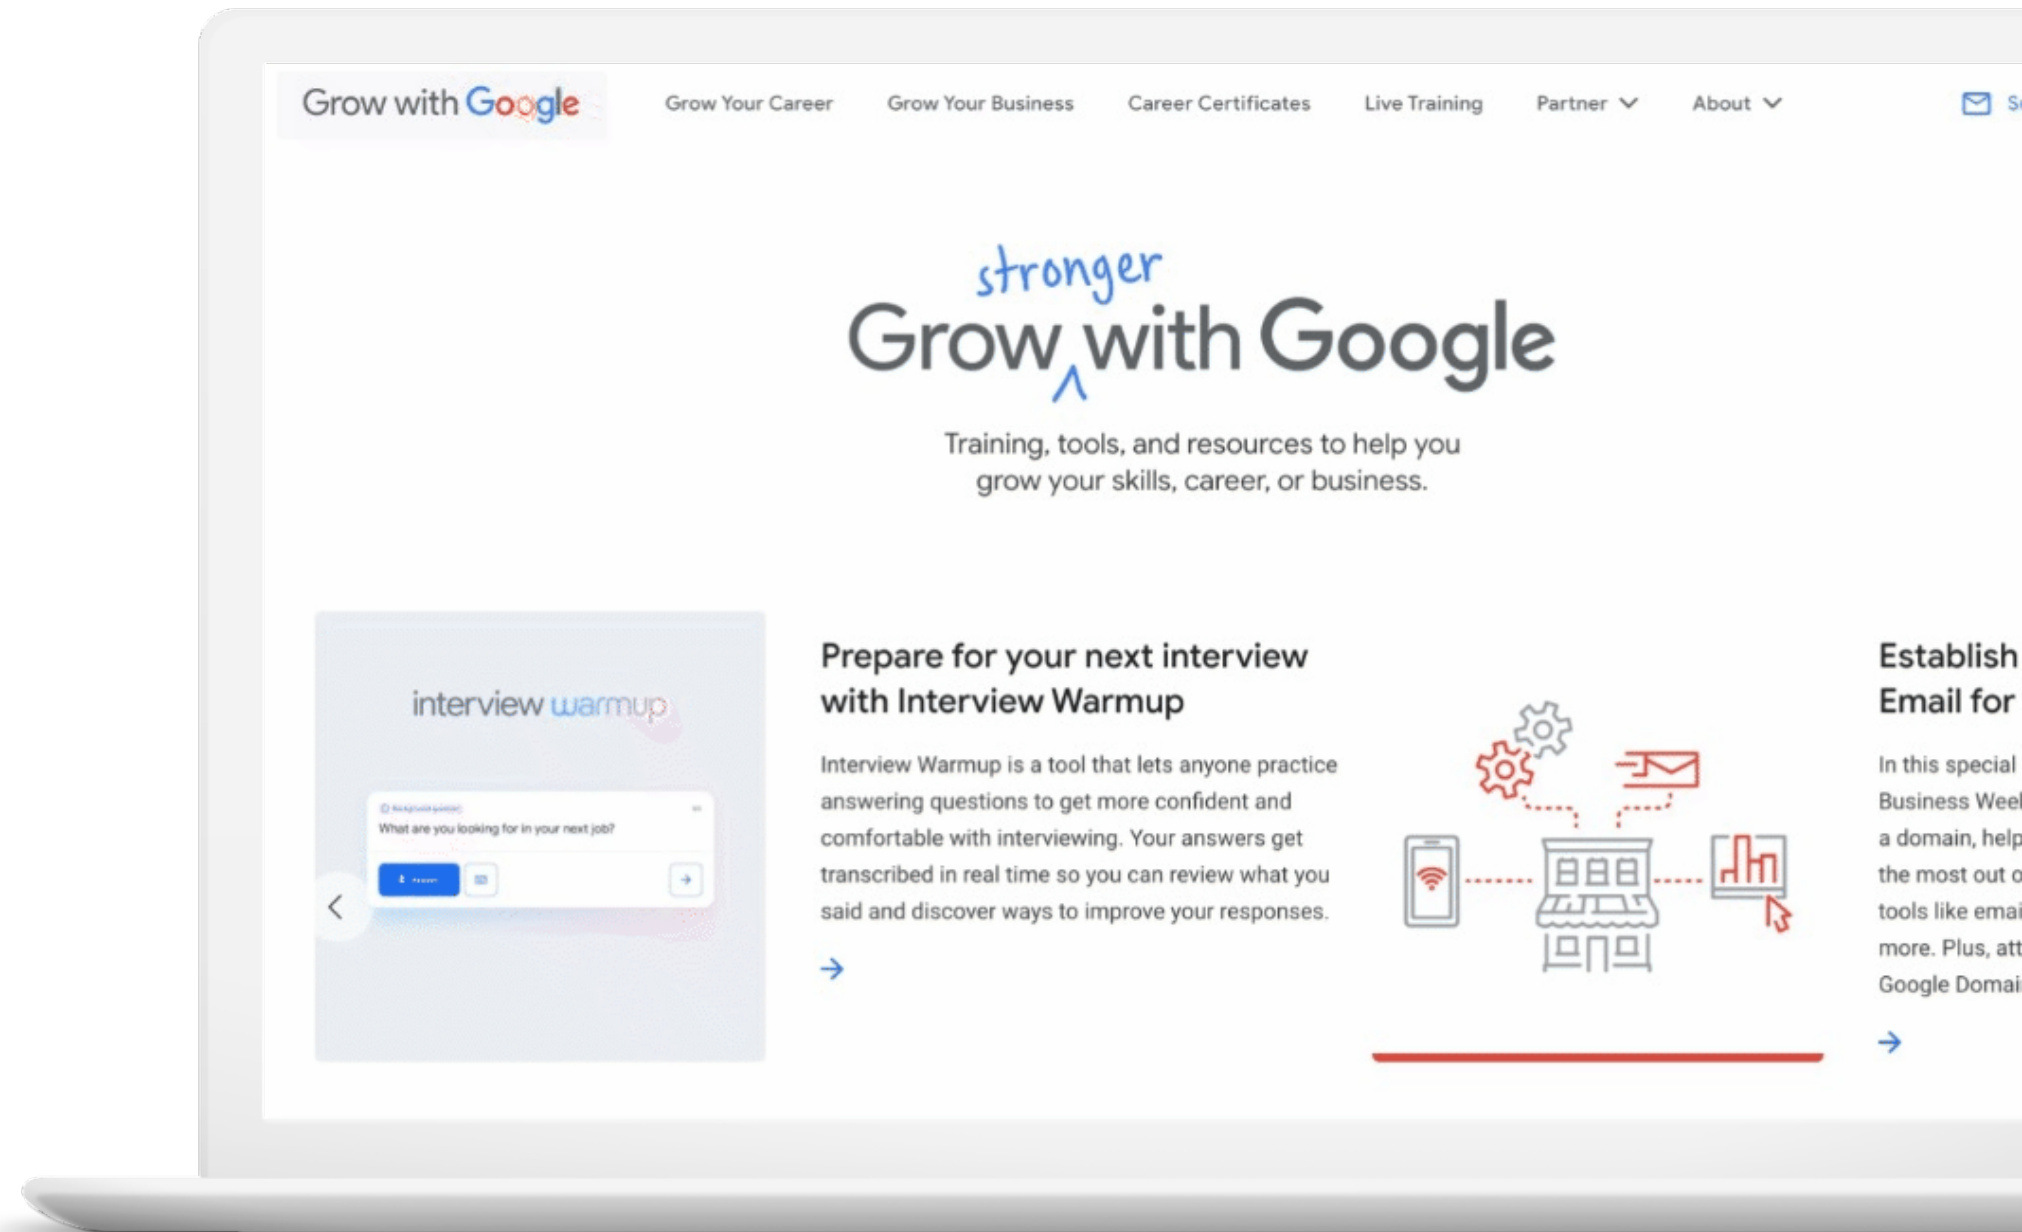 Grow with Google
Grow Your Career
Grow Your Business
Career Certificates
Live Training
Partner
About
stronger
Grow with Google
Training, tools, and resources to help you
grow your skills, career, or business.
interview warmup
What are you looking for in your next job?
Prepare for your next interview
with Interview Warmup
Interview Warmup is a tool that lets anyone practice
answering questions to get more confident and
comfortable with interviewing. Your answers get
transcribed in real time so you can review what you
said and discover ways to improve your responses.
Establish
Email for
In this special
Business
a domain, help
the most out
tools like
more. Plus,
Google